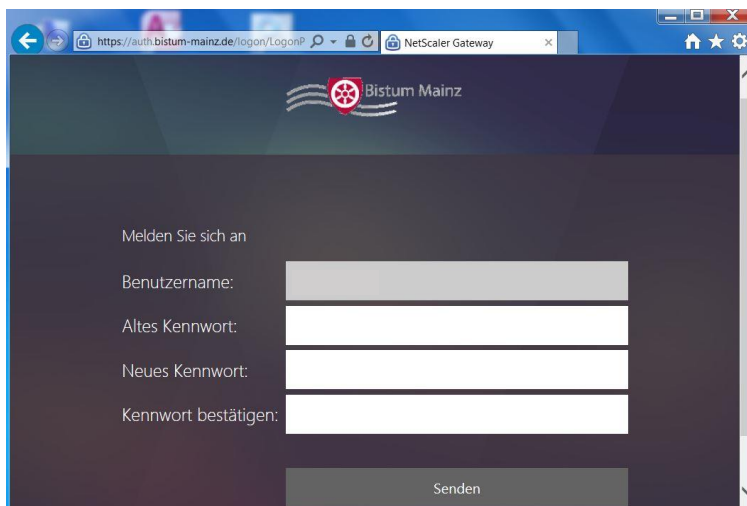 https://auth.bistum-mainz.de/logon/LogonP
NetScaler Gateway
Bistum Mainz
Melden Sie sich an
Benutzername:
Altes Kennwort:
Neues Kennwort:
Kennwort bestätigen:
Senden